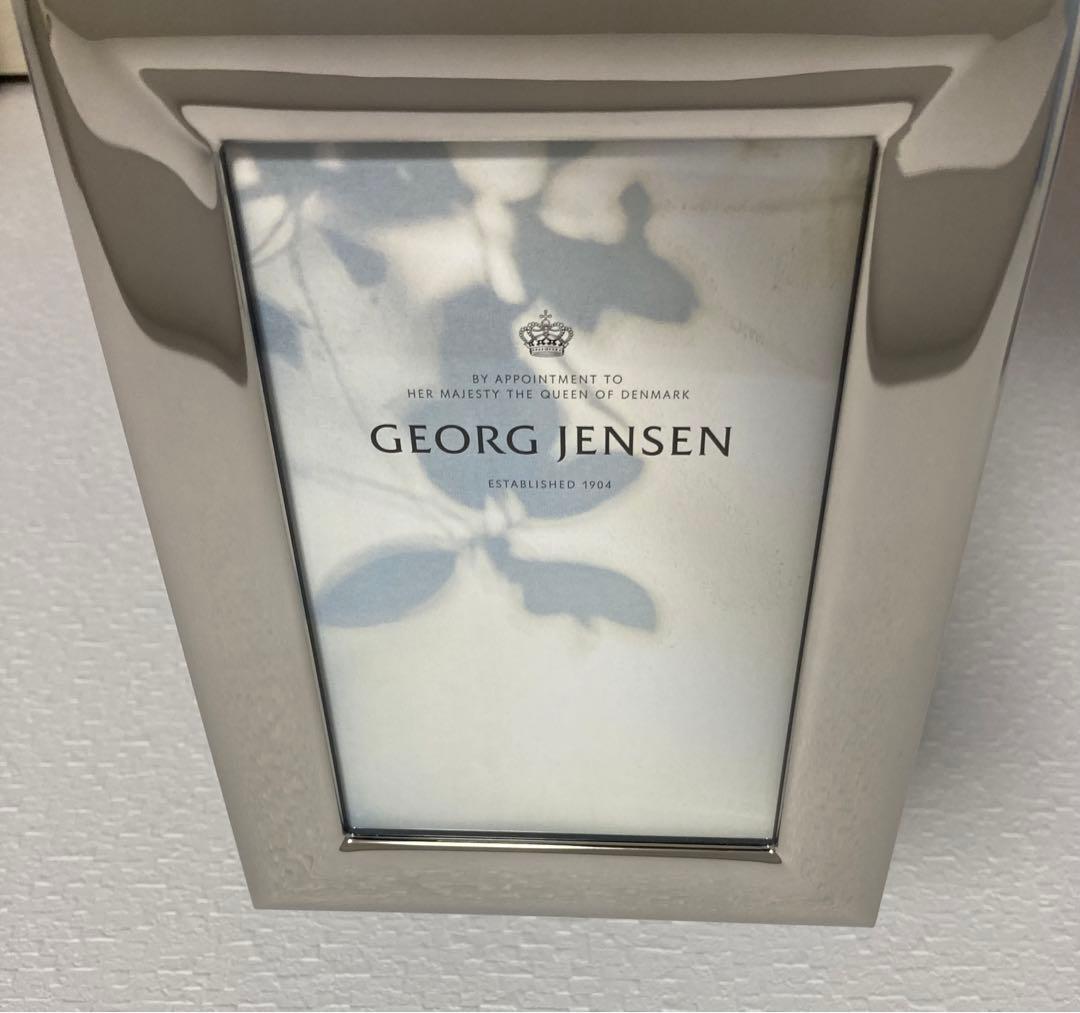 BY APPOINTMENT TO
HER MAJESTY THE QUEEN OF DENMARK
GEORG JENSEN
ESTABLISHED 1904